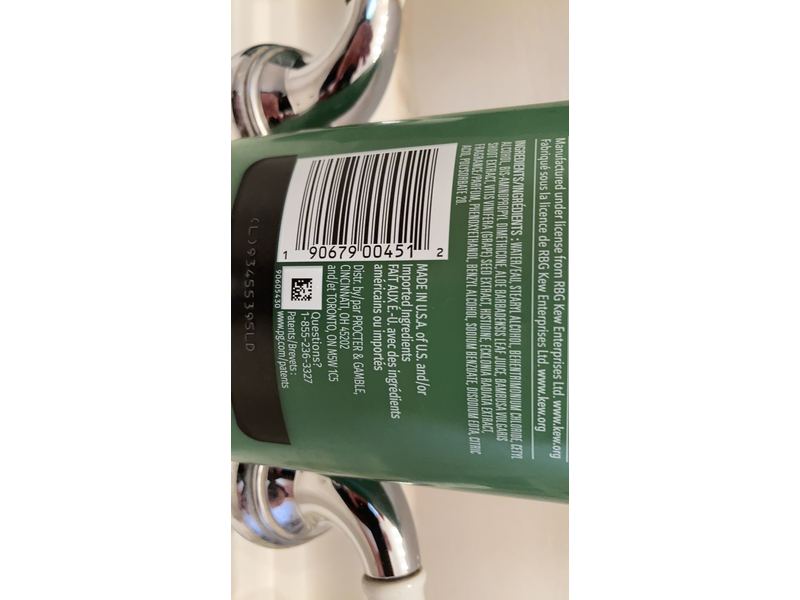 Manufactured under license from RBG Kew Enterprises Ltd. www.kew.org
Fabriqué sous la licence de RBG Kew Enterprises Ltd. www.kew.org
INGREDIENTS/INGRÉDIENTS : WATER/EAU, STEARYL ALCOHOL, BEHENTRIMONIUM CHLORIDE, CETYL
ALCOHOL, BIS-AMINOPROPYL DIMETHICONE, ALOE BARBADENSIS LEAF JUICE, BAMBUSA VULGARIS
SHOOT EXTRACT, VITIS VINIFERA (GRAPE) SEED EXTRACT, HISTIDINE, ECKLONIA RADIATA EXTRACT,
FRAGRANCE/PARFUM, PHENOXYETHANOL, BENZYL ALCOHOL, SODIUM BENZOATE, DISODIUM EDTA, CITRIC
ACID, POLYSORBATE 20.
1 90679 00451 2
MADE IN U.S.A. of U.S. and/or
Imported Ingredients
FAIT AUX É.-U. avec des ingrédients
américains ou importés
Distr. by/par PROCTER & GAMBLE,
CINCINNATI, OH 45202
and/et TORONTO, ON M5W 1C5
Questions?
1-855-236-3327
Patents/Brevets :
www.pg.com/patents
90605430
(L)93455395LD